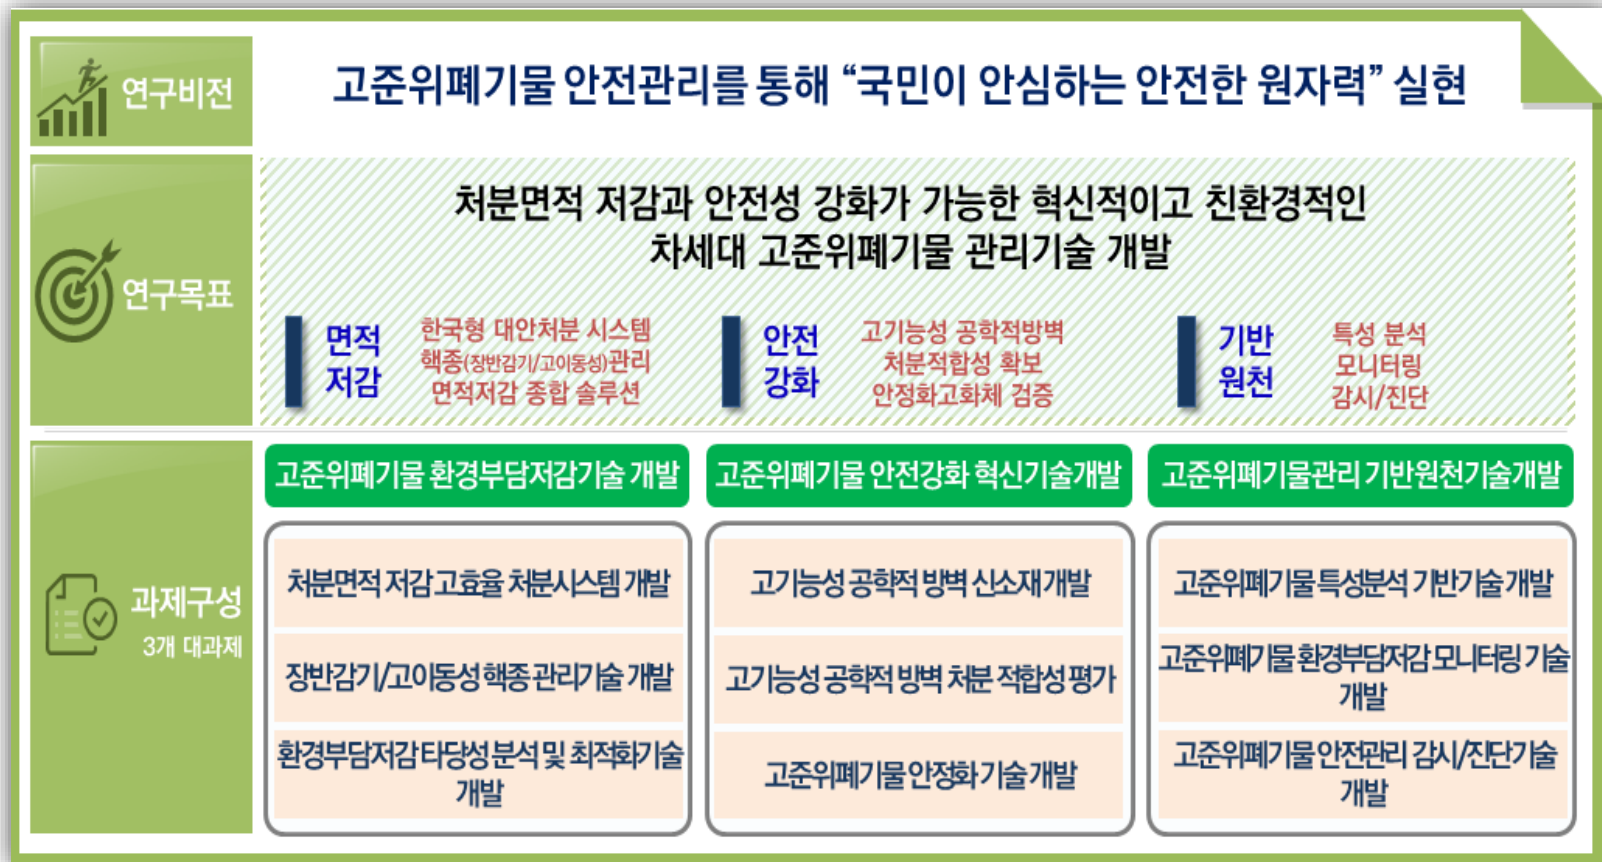 연구비전
고준위폐기물 안전관리를 통해 “국민이 안심하는 안전한 원자력” 실현
연구목표
처분면적 저감과 안전성 강화가 가능한 혁신적이고 친환경적인
차세대 고준위폐기물 관리기술 개발
면적
저감
한국형 대안처분 시스템
핵종(장반감기/고이동성)관리
면적저감 종합 솔루션
안전
강화
고기능성 공학적방벽
처분적합성 확보
안정화고화체 검증
기반
원천
특성 분석
모니터링
감시/진단
과제구성
3개 대과제
고준위폐기물 환경부담저감기술 개발
처분면적 저감 고효율 처분시스템 개발
장반감기/고이동성 핵종 관리기술 개발
환경부담저감 타당성 분석 및 최적화기술
개발
고준위폐기물 안전강화 혁신기술개발
고기능성 공학적 방벽 신소재 개발
고기능성 공학적 방벽 처분 적합성 평가
고준위폐기물 안정화 기술 개발
고준위폐기물관리 기반원천기술개발
고준위폐기물 특성분석 기반기술 개발
고준위폐기물 환경부담저감 모니터링 기술
개발
고준위폐기물 안전관리 감시/진단기술
개발